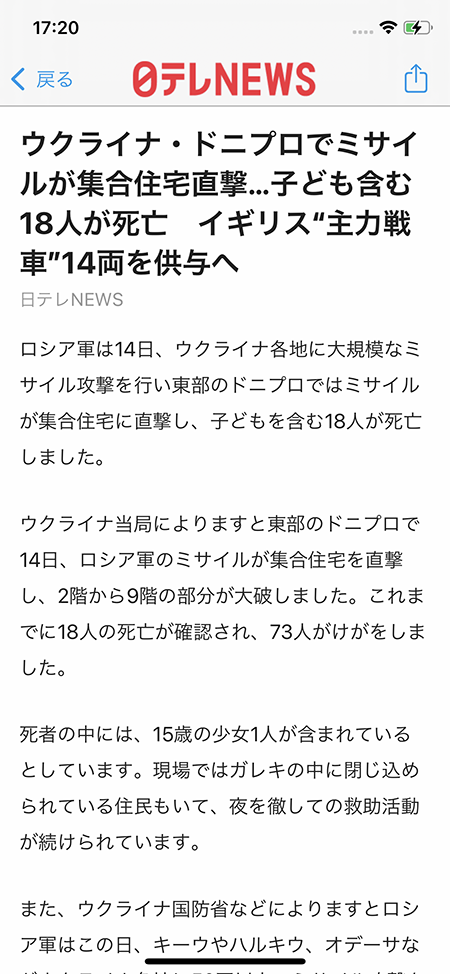 17:20
戻る
日テレNEWS
ウクライナ・ドニプロでミサイ
ルが集合住宅直撃…子ども含む
18人が死亡　イギリス“主力戦
車”14両を供与へ
日テレNEWS
ロシア軍は14日、ウクライナ各地に大規模なミ
サイル攻撃を行い東部のドニプロではミサイル
が集合住宅に直撃し、子どもを含む18人が死亡
しました。
ウクライナ当局によりますと東部のドニプロで
14日、ロシア軍のミサイルが集合住宅を直撃
し、2階から9階の部分が大破しました。これま
でに18人の死亡が確認され、73人がけがをしま
した。
死者の中には、15歳の少女1人が含まれている
としています。現場ではガレキの中に閉じ込め
られている住民もいて、夜を徹しての救助活動
が続けられています。
また、ウクライナ国防省などによりますとロシ
ア軍はこの日、キーウやハルキウ、オデーサな